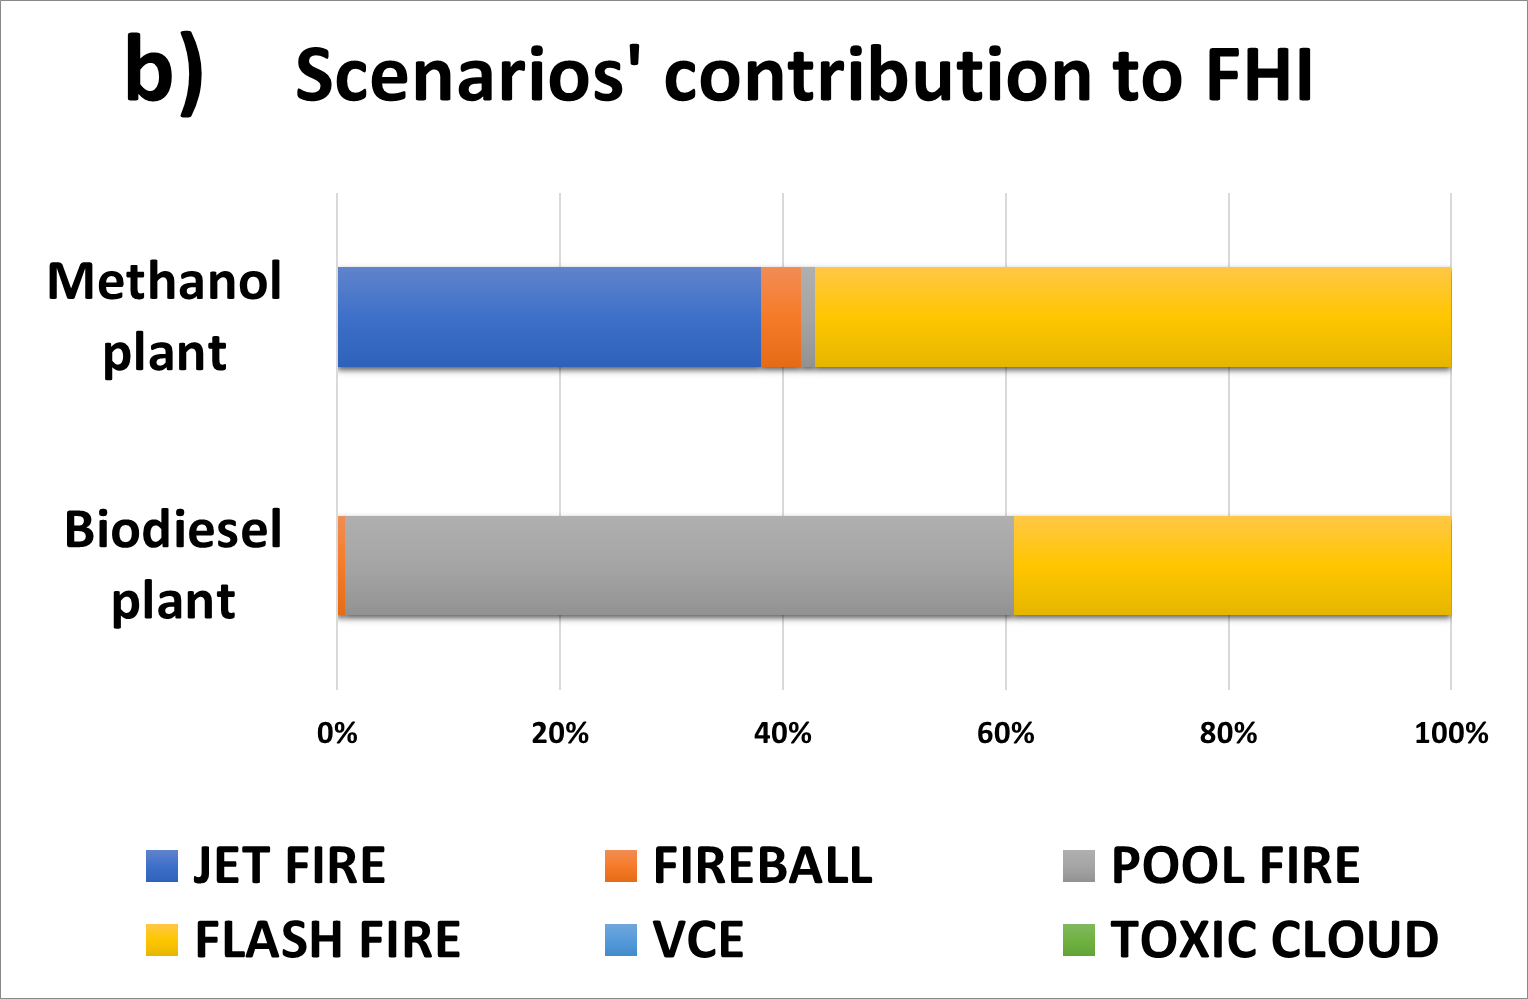 b) Scenarios' contribution to FHI
Methanol
plant
Biodiesel
plant
0% 20% 40% 60% 80% 100%
JET FIRE FIREBALL POOL FIRE
FLASH FIRE VCE TOXIC CLOUD